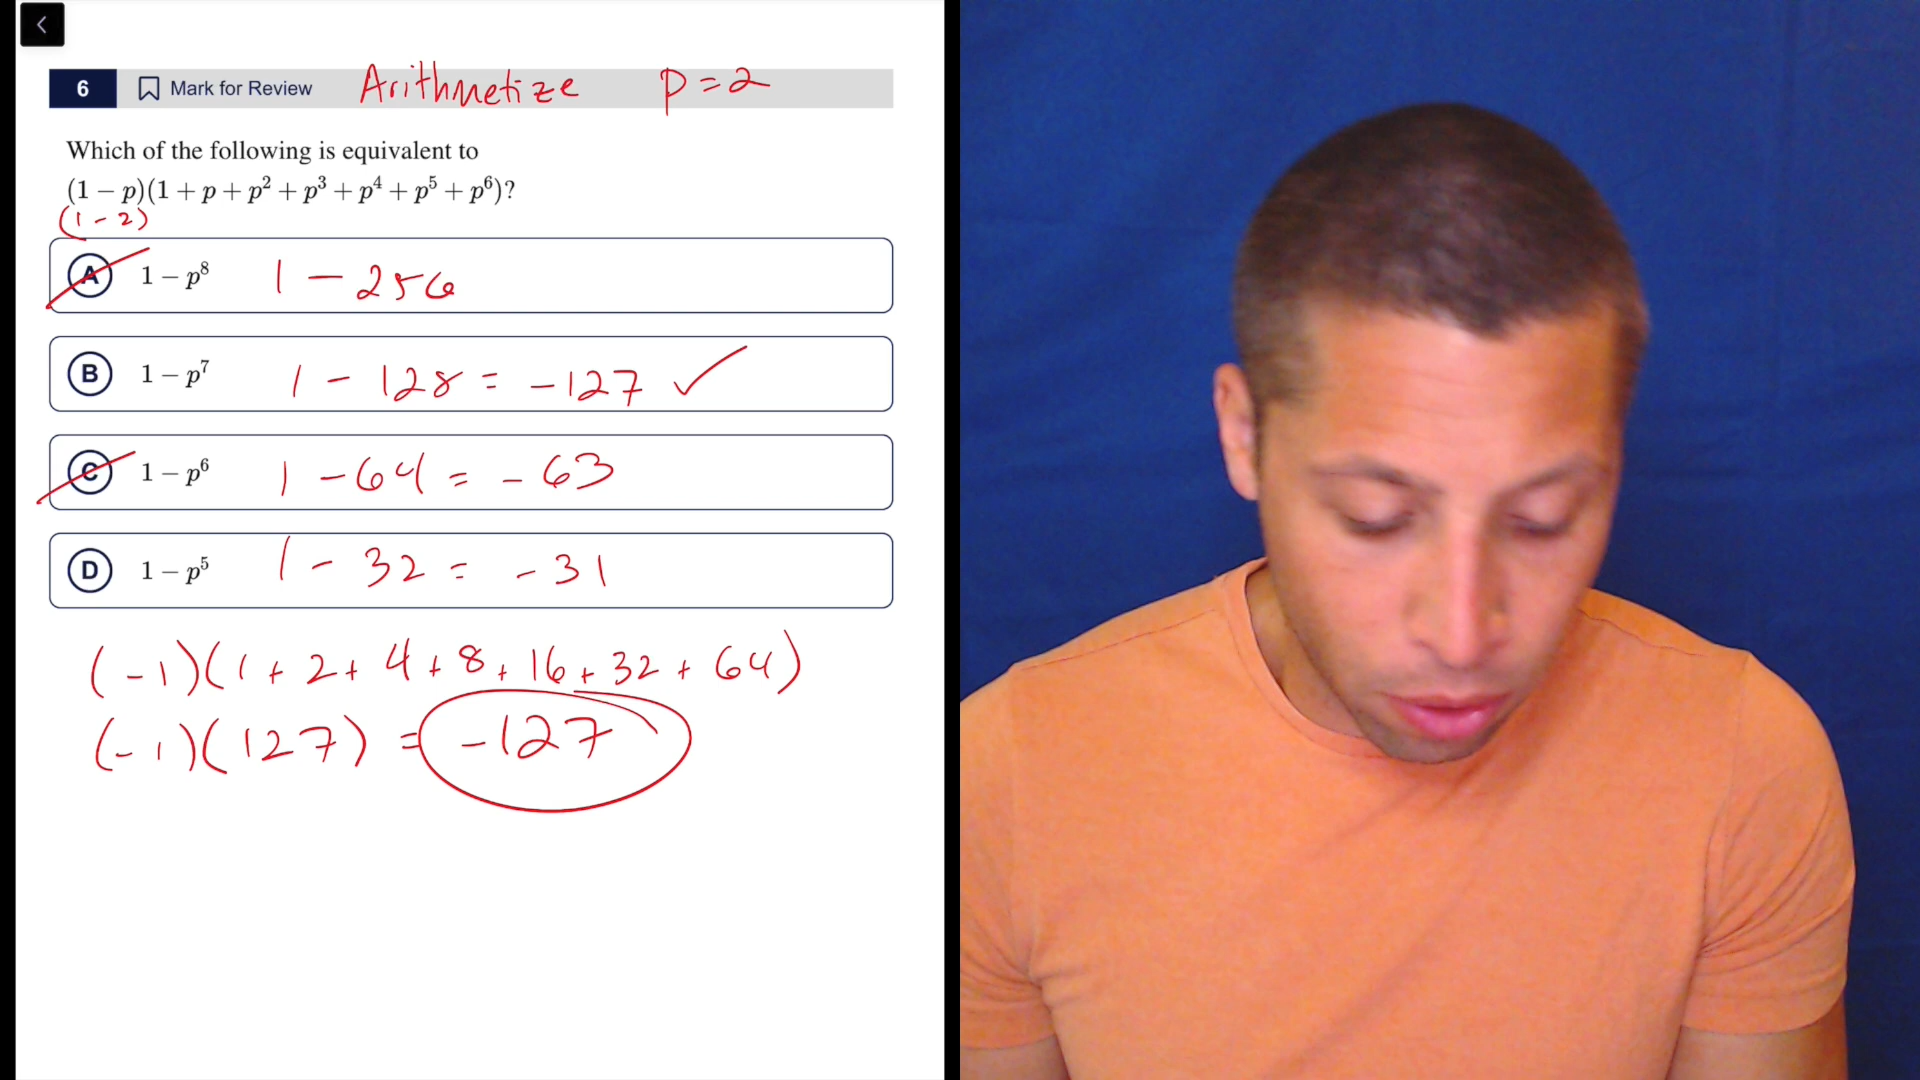 6 Mark for Review Arithmetize p = 2
Which of the following is equivalent to
(1 − p)(1 + p + p² + p³ + p⁴ + p⁵ + p⁶)?
(1 - 2)
A 1 − p⁸ 1 - 256
B 1 − p⁷ 1 - 128 = -127 ✓
C 1 − p⁶ 1 - 64 = -63
D 1 − p⁵ 1 - 32 = -31
(-1)(1 + 2 + 4 + 8 + 16 + 32 + 64)
(-1)(127) = -127